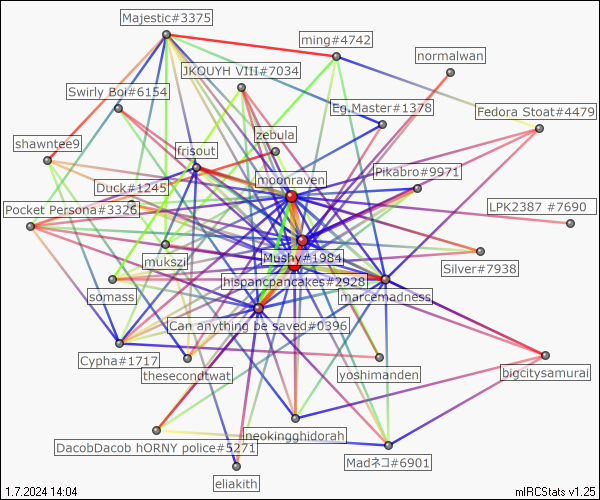 Majestic#3375
ming#4742
normalwan
JKQUYH VIII#7034
Swirly Boi#6154
Eg.Master#1378
Fedora Stoat#4479
zebula
shawntee9
frisout
Pikabro#9971
moonraven
Duck#1245
Pocket Persona#3326
LPK2387 #7690
mukszi
Mushy#1984
Silver#7938
hispancpancakes#2928
somass
marcemadness
Can anything be saved#0396
Cypha#1717
thesecondtwat
yoshimanden
bigcitysamurai
neokingghidorah
DacobDacob hORNY police#5271
Madネコ#6901
eliakith
1.7.2024 14:04
mIRCStats v1.25